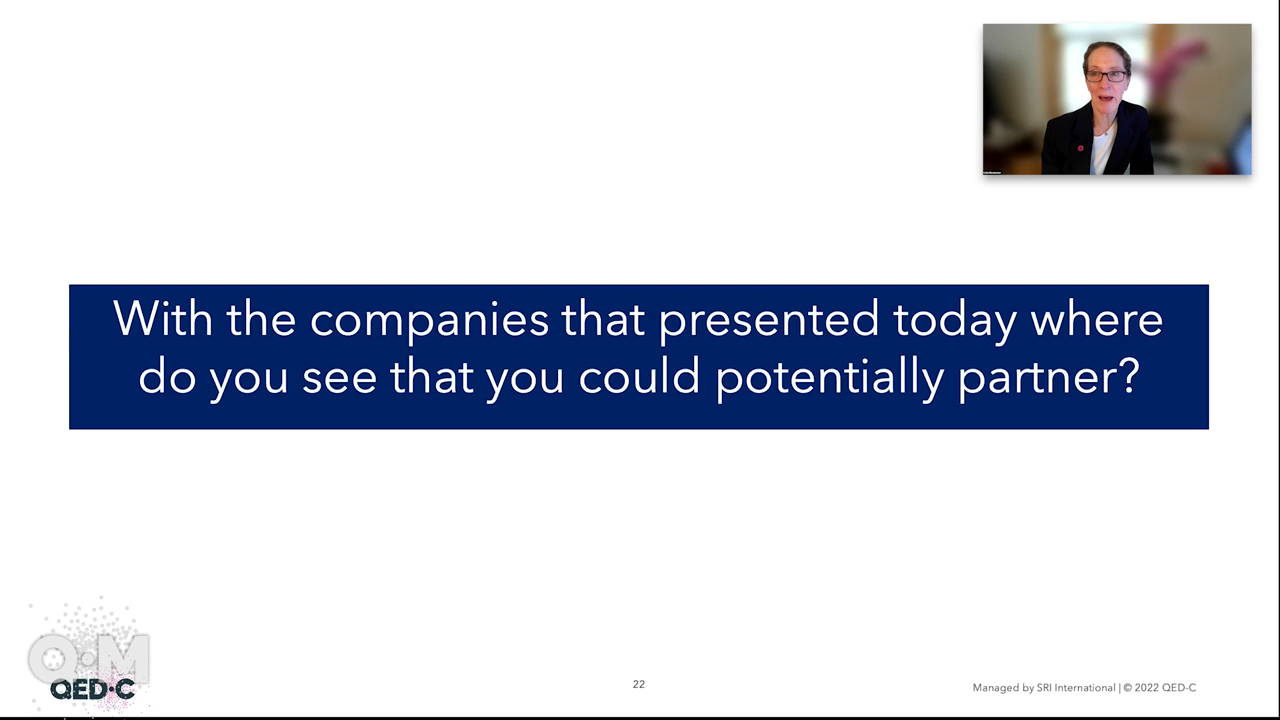 With the companies that presented today where
do you see that you could potentially partner?
Q.M
QED·C
22
Managed by SRI International | © 2022 QED-C